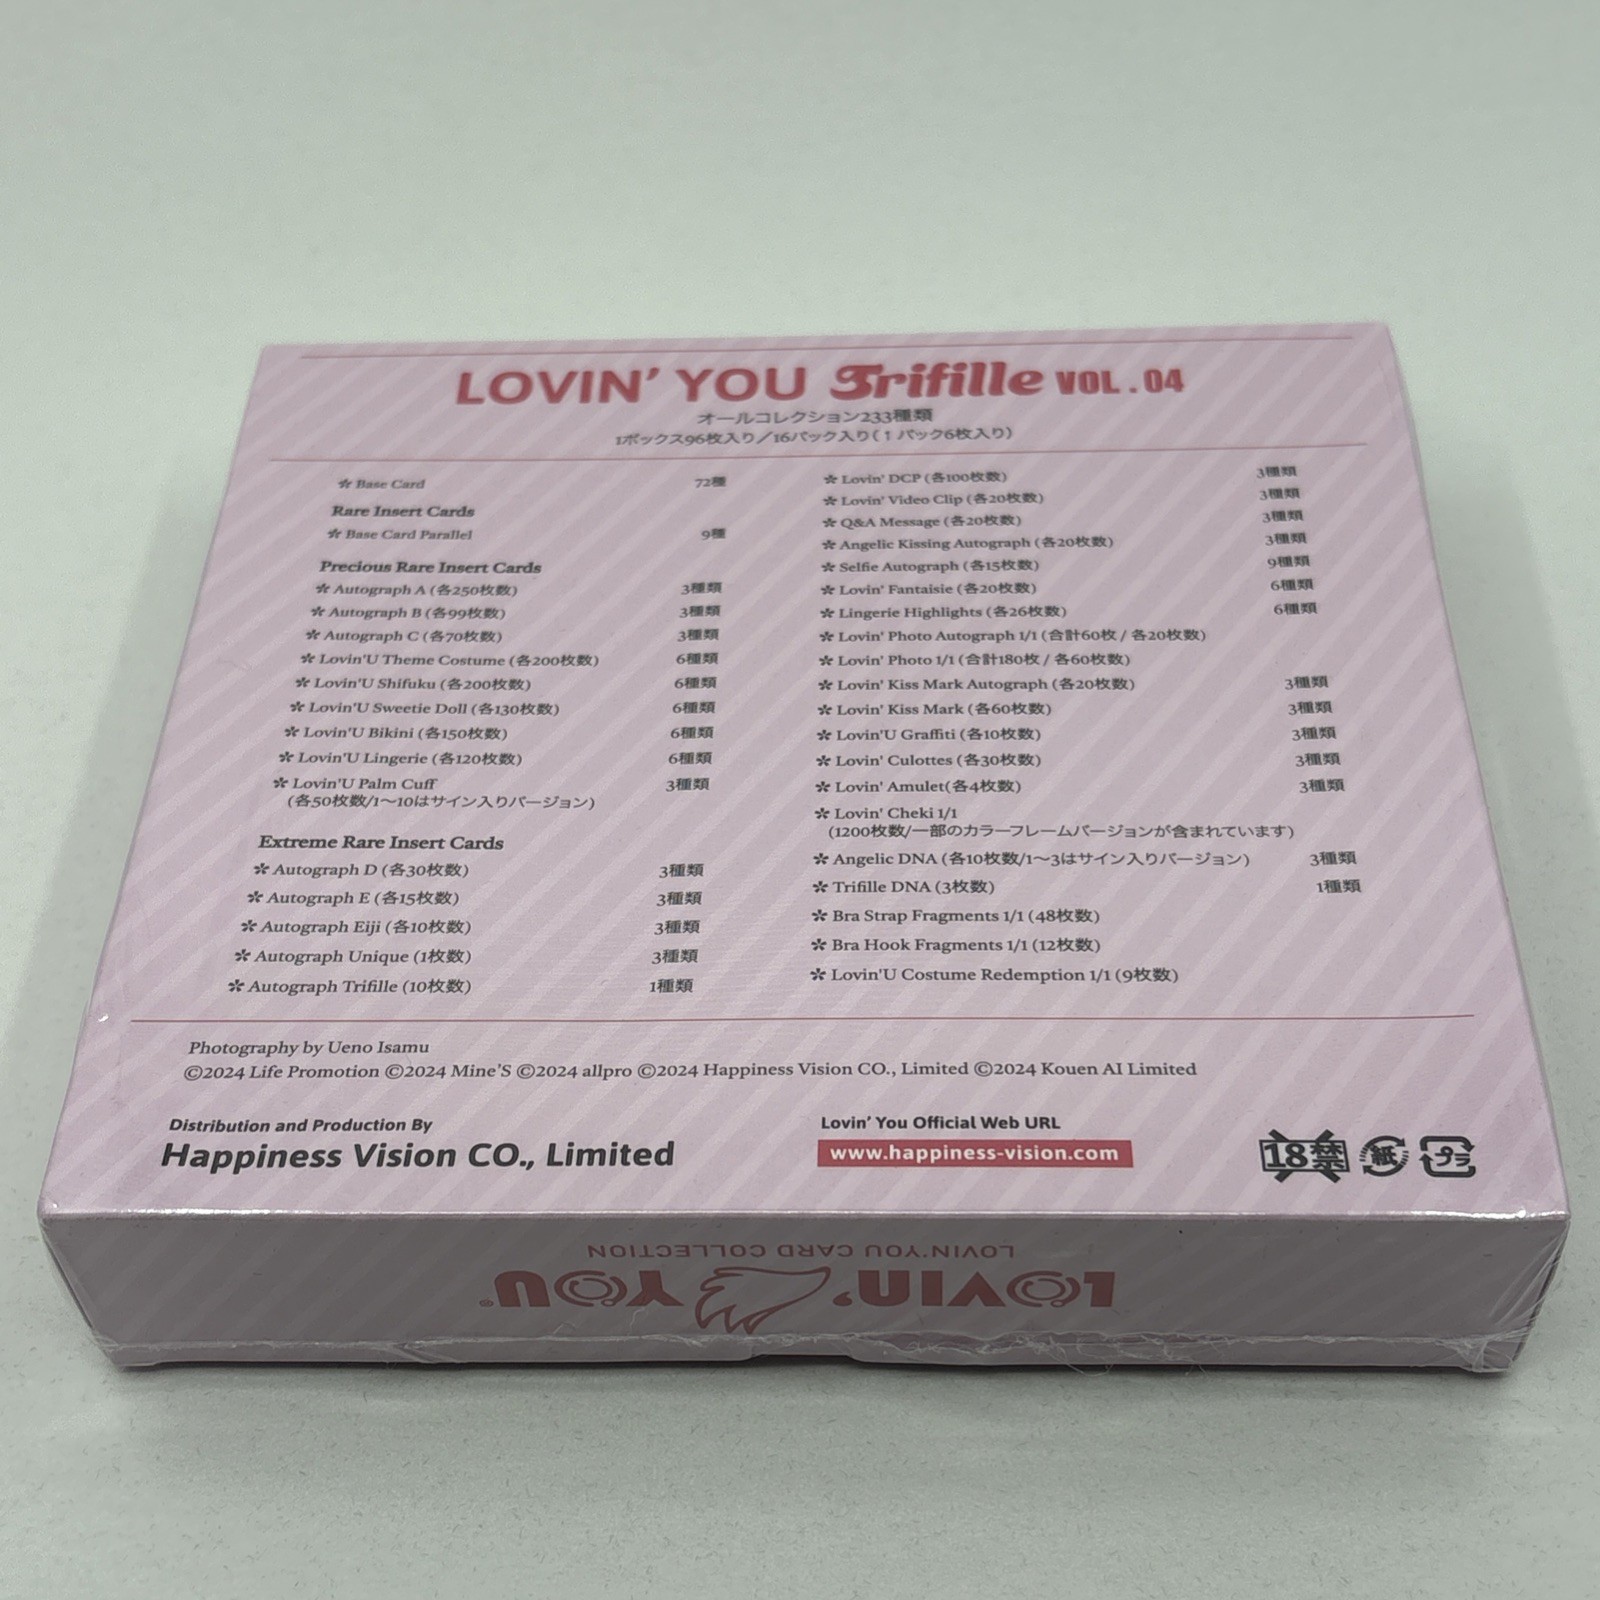 LOVIN' YOU Trifille VOL.04
オールコレクション233種類
1ボックス96枚入り/16パック入り(1パック6枚入り)
✲ Base Card 72種
Rare Insert Cards
✲ Base Card Parallel 9種
Precious Rare Insert Cards
✲ Autograph A (各250枚数) 3種類
✲ Autograph B (各99枚数) 3種類
✲ Autograph C (各70枚数) 3種類
✲ Lovin'U Theme Costume (各200枚数) 6種類
✲ Lovin'U Shifuku (各200枚数) 6種類
✲ Lovin'U Sweetie Doll (各130枚数) 6種類
✲ Lovin'U Bikini (各150枚数) 6種類
✲ Lovin'U Lingerie (各120枚数) 6種類
✲ Lovin'U Palm Cuff 3種類
(各50枚数/1〜10はサイン入りバージョン)
Extreme Rare Insert Cards
✲ Autograph D (各30枚数) 3種類
✲ Autograph E (各15枚数) 3種類
✲ Autograph Eiji (各10枚数) 3種類
✲ Autograph Unique (1枚数) 3種類
✲ Autograph Trifille (10枚数) 1種類
✲ Lovin' DCP (各100枚数) 3種類
✲ Lovin' Video Clip (各20枚数) 3種類
✲ Q&A Message (各20枚数) 3種類
✲ Angelic Kissing Autograph (各20枚数) 3種類
✲ Selfie Autograph (各15枚数) 9種類
✲ Lovin' Fantaisie (各20枚数) 6種類
✲ Lingerie Highlights (各26枚数) 6種類
✲ Lovin' Photo Autograph 1/1 (合計60枚 / 各20枚数)
✲ Lovin' Photo 1/1 (合計180枚 / 各60枚数)
✲ Lovin' Kiss Mark Autograph (各20枚数) 3種類
✲ Lovin' Kiss Mark (各60枚数) 3種類
✲ Lovin'U Graffiti (各10枚数) 3種類
✲ Lovin' Culottes (各30枚数) 3種類
✲ Lovin' Amulet(各4枚数) 3種類
✲ Lovin' Cheki 1/1
(1200枚数/一部のカラーフレームバージョンが含まれています)
✲ Angelic DNA (各10枚数/1〜3はサイン入りバージョン) 3種類
✲ Trifille DNA (3枚数) 1種類
✲ Bra Strap Fragments 1/1 (48枚数)
✲ Bra Hook Fragments 1/1 (12枚数)
✲ Lovin'U Costume Redemption 1/1 (9枚数)
Photography by Ueno Isamu
©2024 Life Promotion ©2024 Mine'S ©2024 allpro ©2024 Happiness Vision CO., Limited ©2024 Kouen AI Limited
Distribution and Production By
Happiness Vision CO., Limited
Lovin' You Official Web URL
www.happiness-vision.com
18禁 紙 プラ
LOVIN' YOU®
LOVIN'YOU CARD COLLECTION